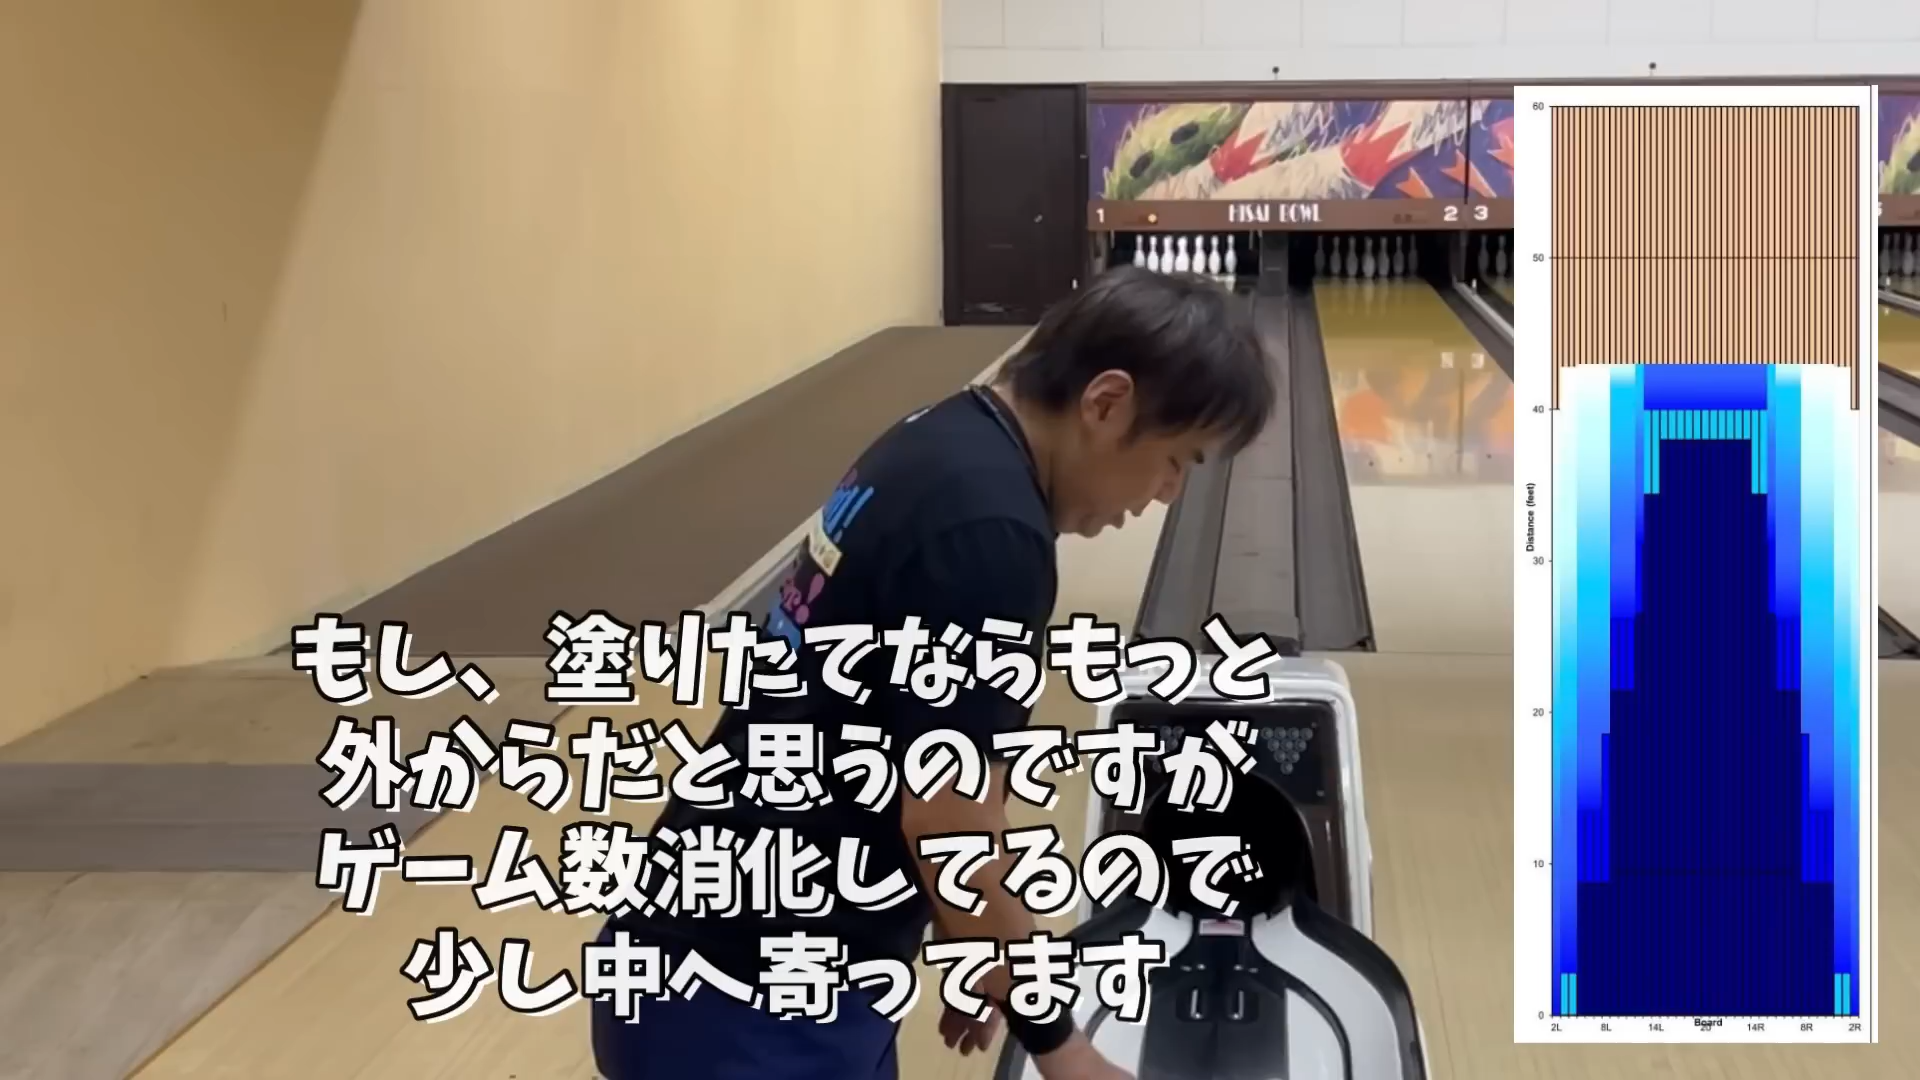 1
HISAI BOWL
2
3
60
50
40
30
20
10
0
Distance (feet)
2L
8L
14L
20
14R
8R
2R
Board
もし、塗りたてならもっと
外からだと思うのですが
ゲーム数消化してるので
少し中へ寄ってます